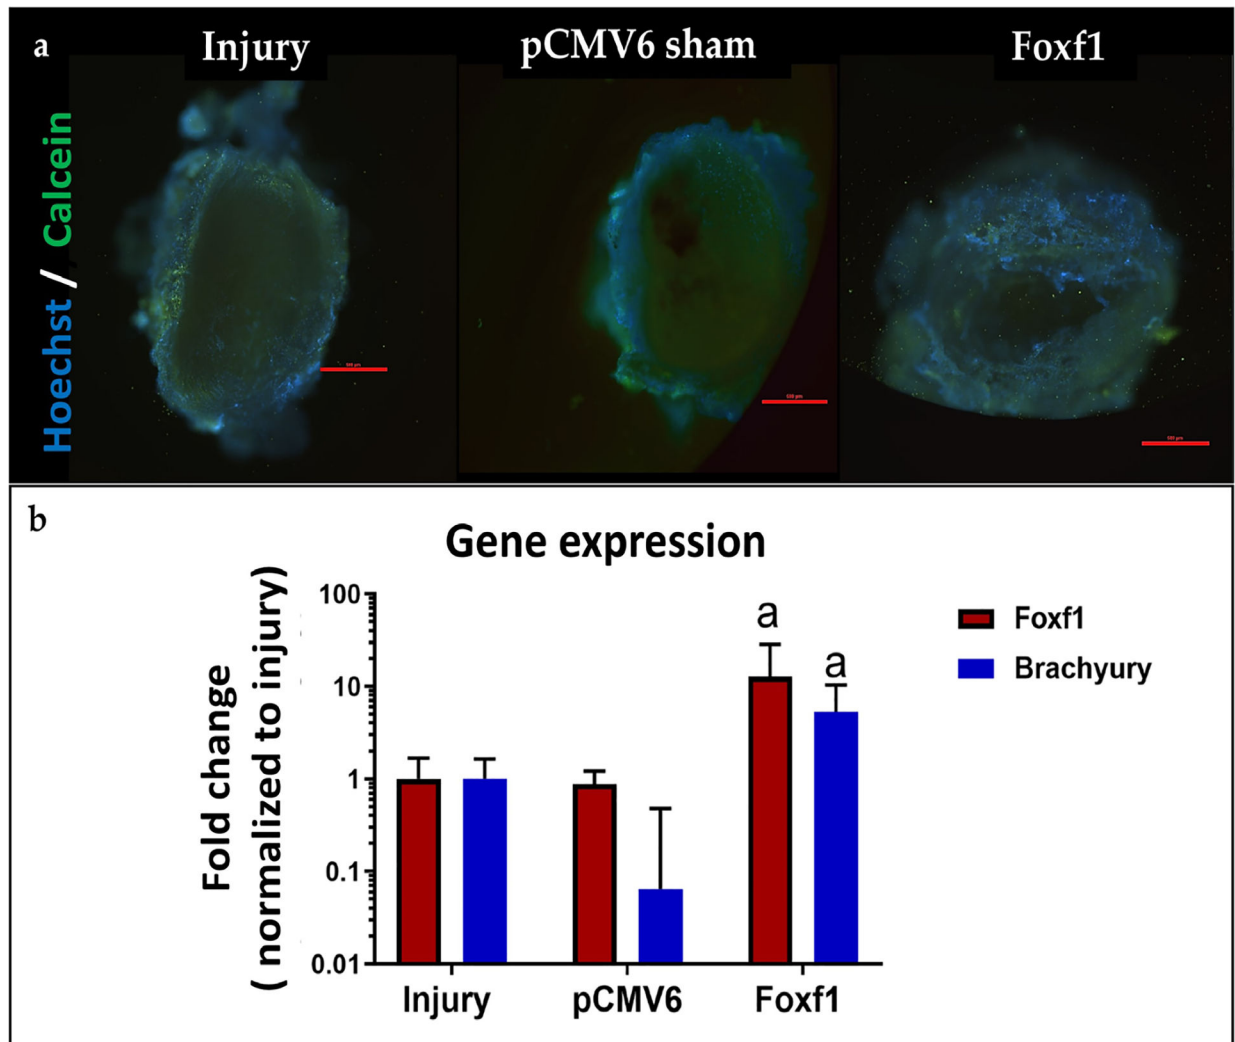 a
Injury
pCMV6 sham
Foxf1
Hoechst / Calcein
b
Gene expression
Fold change
( normalized to injury)
100
10
1
0.1
0.01
a
a
Foxf1
Brachyury
Injury
pCMV6
Foxf1